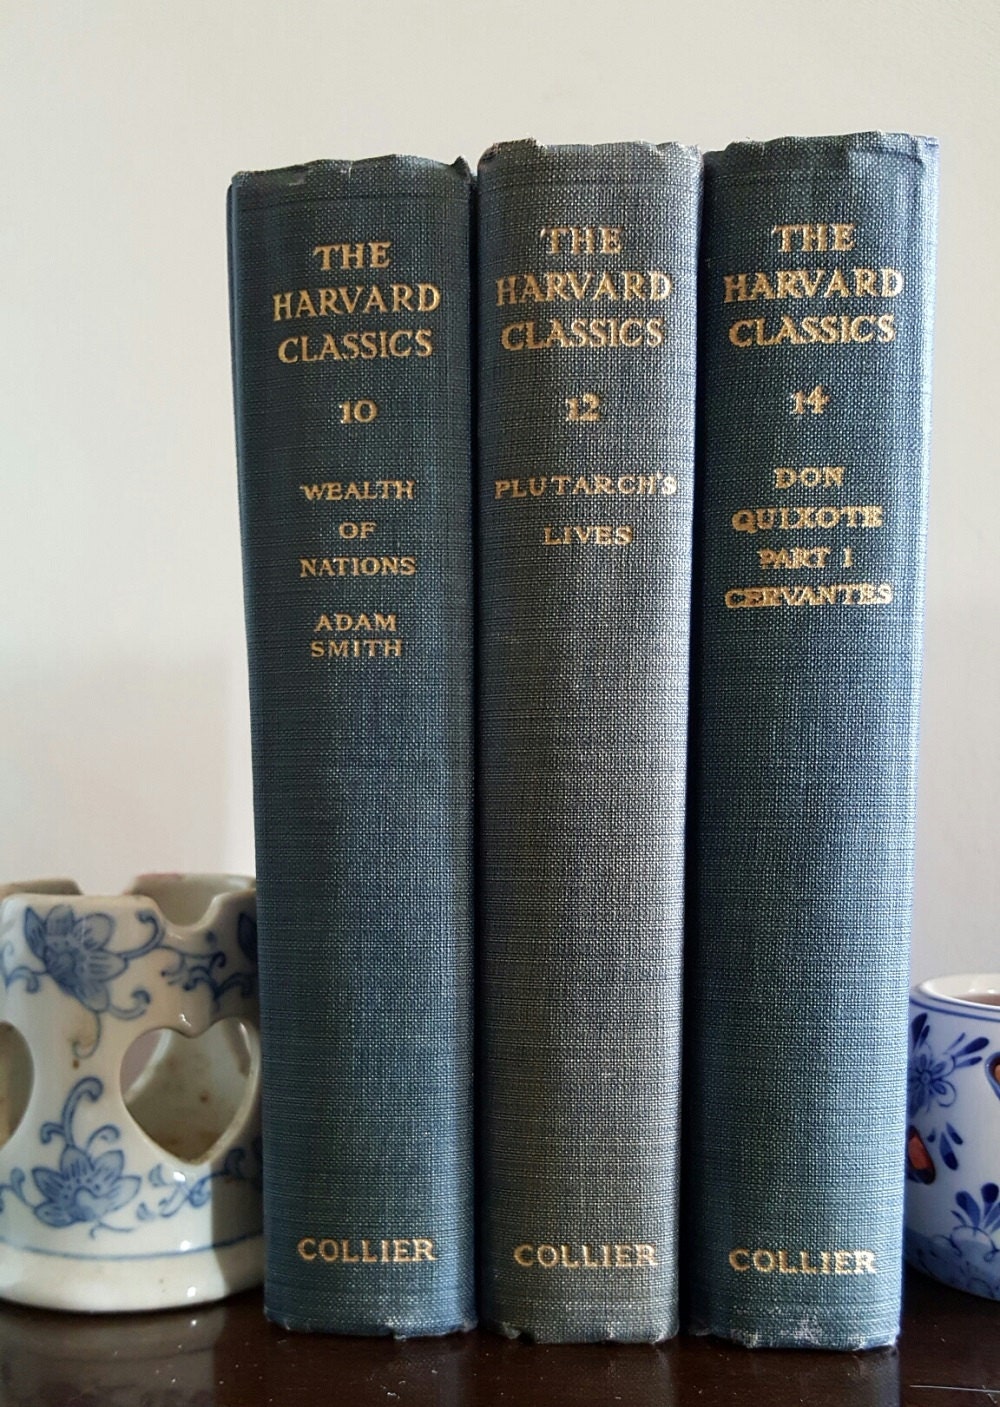 THE
HARVARD
CLASSICS
10
WEALTH
OF
NATIONS
ADAM
SMITH
COLLIER
THE
HARVARD
CLASSICS
12
PLUTARCH'S
LIVES
COLLIER
THE
HARVARD
CLASSICS
14
DON
QUIXOTE
PART 1
CERVANTES
COLLIER